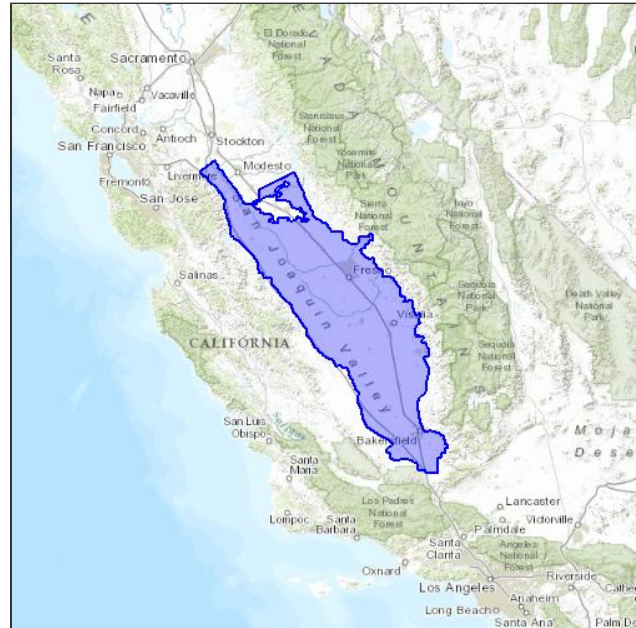 El Dorado
National
Forest
Sacramento
Santa
Rosa
Napa
Vacaville
Fairfield
Stanislaus
National
Forest
Concord
Antioch
Stockton
San Francisco
Modesto
Yosemite
National
Park
Livermore
Fremont
San Jose
Sierra
National
Forest
Inyo
National
Forest
San Joaquin Valley
Salinas
Fresno
Sequoia
National
Park
Death Valley
National
Park
Visalia
CALIFORNIA
Sequoia
National
Forest
San Luis
Obispo
Salinas
Bakersfield
Santa
Maria
Los Padres
National
Forest
Lancaster
Lompoc
Santa
Barbara
Palmdale
Victorville
Santa
Clarita
Angeles
National
Forest
Oxnard
Los Angeles
Riverside
Long Beach
Anaheim
Santa Ana